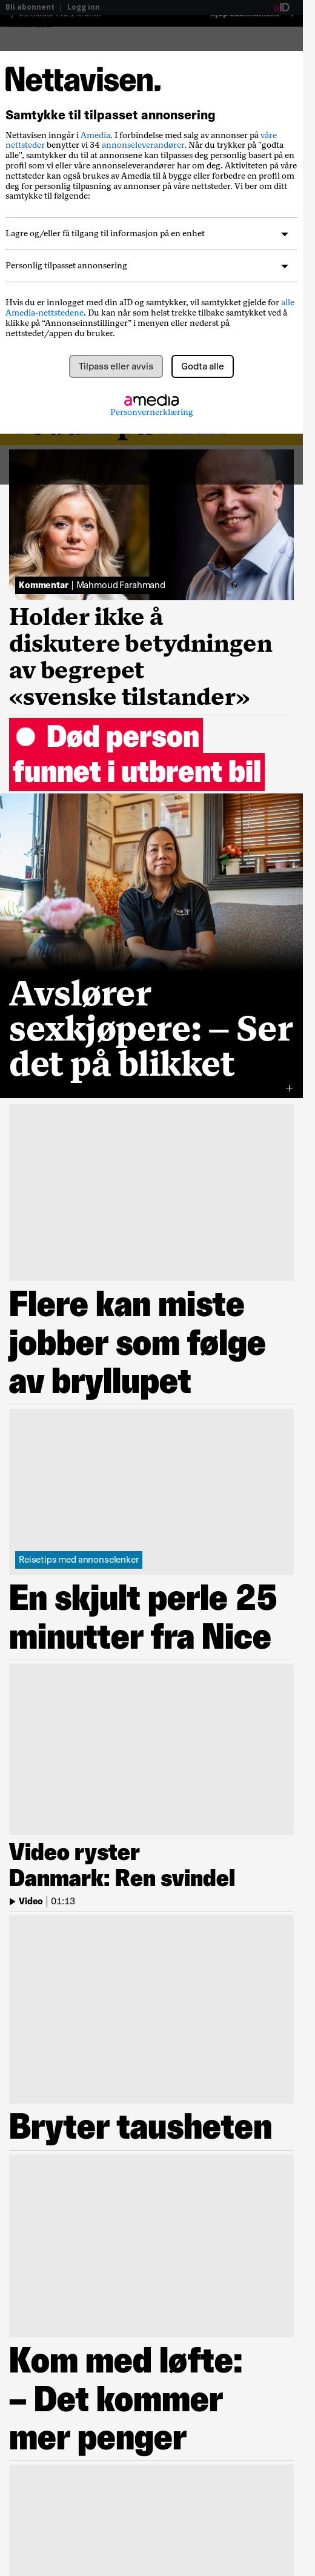 Bli abonnent | Logg inn
aID
Nettavisen.
Samtykke til tilpasset annonsering
Nettavisen inngår i Amedia. I forbindelse med salg av annonser på våre
nettsteder benytter vi 34 annonseleverandører. Når du trykker på "godta
alle", samtykker du til at annonsene kan tilpasses deg personlig basert på en
profil som vi eller våre annonseleverandører har om deg. Aktiviteten på våre
nettsteder kan også brukes av Amedia til å bygge eller forbedre en profil om
deg for personlig tilpasning av annonser på våre nettsteder. Vi ber om ditt
samtykke til følgende:
Lagre og/eller få tilgang til informasjon på en enhet
Personlig tilpasset annonsering
Hvis du er innlogget med din aID og samtykker, vil samtykket gjelde for alle
Amedia-nettstedene. Du kan når som helst trekke tilbake samtykket ved å
klikke på “Annonseinnstillinger” i menyen eller nederst på
nettstedet/appen du bruker.
Tilpass eller avvis
Godta alle
amedia
Personvernerklæring
Kommentar | Mahmoud Farahmand
Holder ikke å
diskutere betydningen
av begrepet
«svenske tilstander»
Død person
funnet i utbrent bil
Avslører
sexkjøpere: – Ser
det på blikket
Flere kan miste
jobber som følge
av bryllupet
Reisetips med annonselenker
En skjult perle 25
minutter fra Nice
Video ryster
Danmark: Ren svindel
Video | 01:13
Bryter tausheten
Kom med løfte:
– Det kommer
mer penger